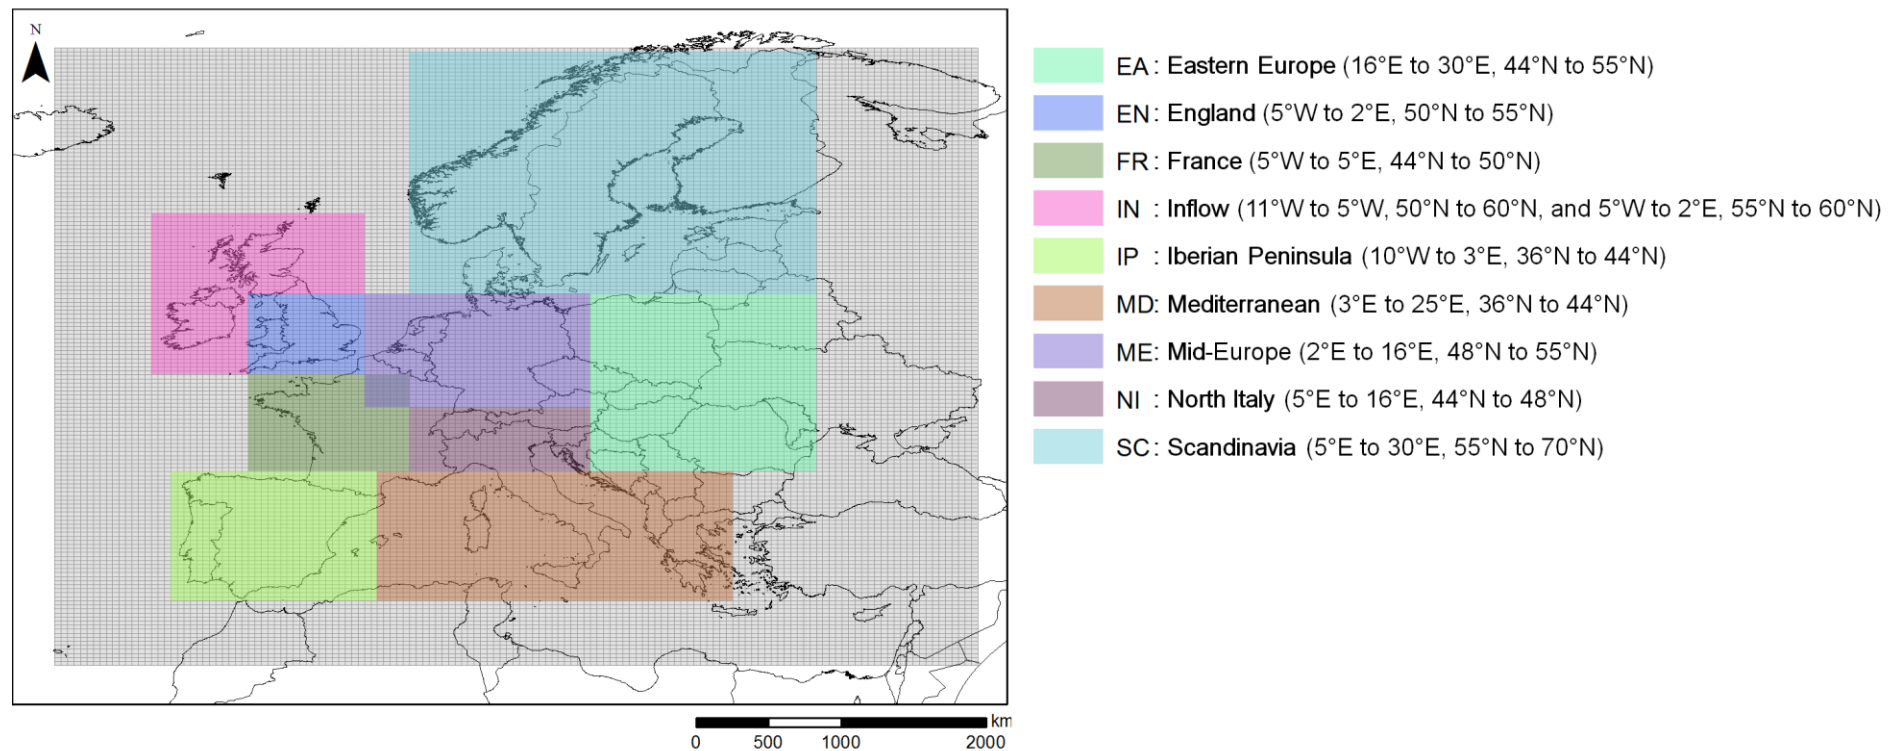 N
EA : Eastern Europe (16°E to 30°E, 44°N to 55°N)
EN : England (5°W to 2°E, 50°N to 55°N)
FR : France (5°W to 5°E, 44°N to 50°N)
IN : Inflow (11°W to 5°W, 50°N to 60°N, and 5°W to 2°E, 55°N to 60°N)
IP : Iberian Peninsula (10°W to 3°E, 36°N to 44°N)
MD: Mediterranean (3°E to 25°E, 36°N to 44°N)
ME: Mid-Europe (2°E to 16°E, 48°N to 55°N)
NI : North Italy (5°E to 16°E, 44°N to 48°N)
SC: Scandinavia (5°E to 30°E, 55°N to 70°N)
km
0 500 1000 2000